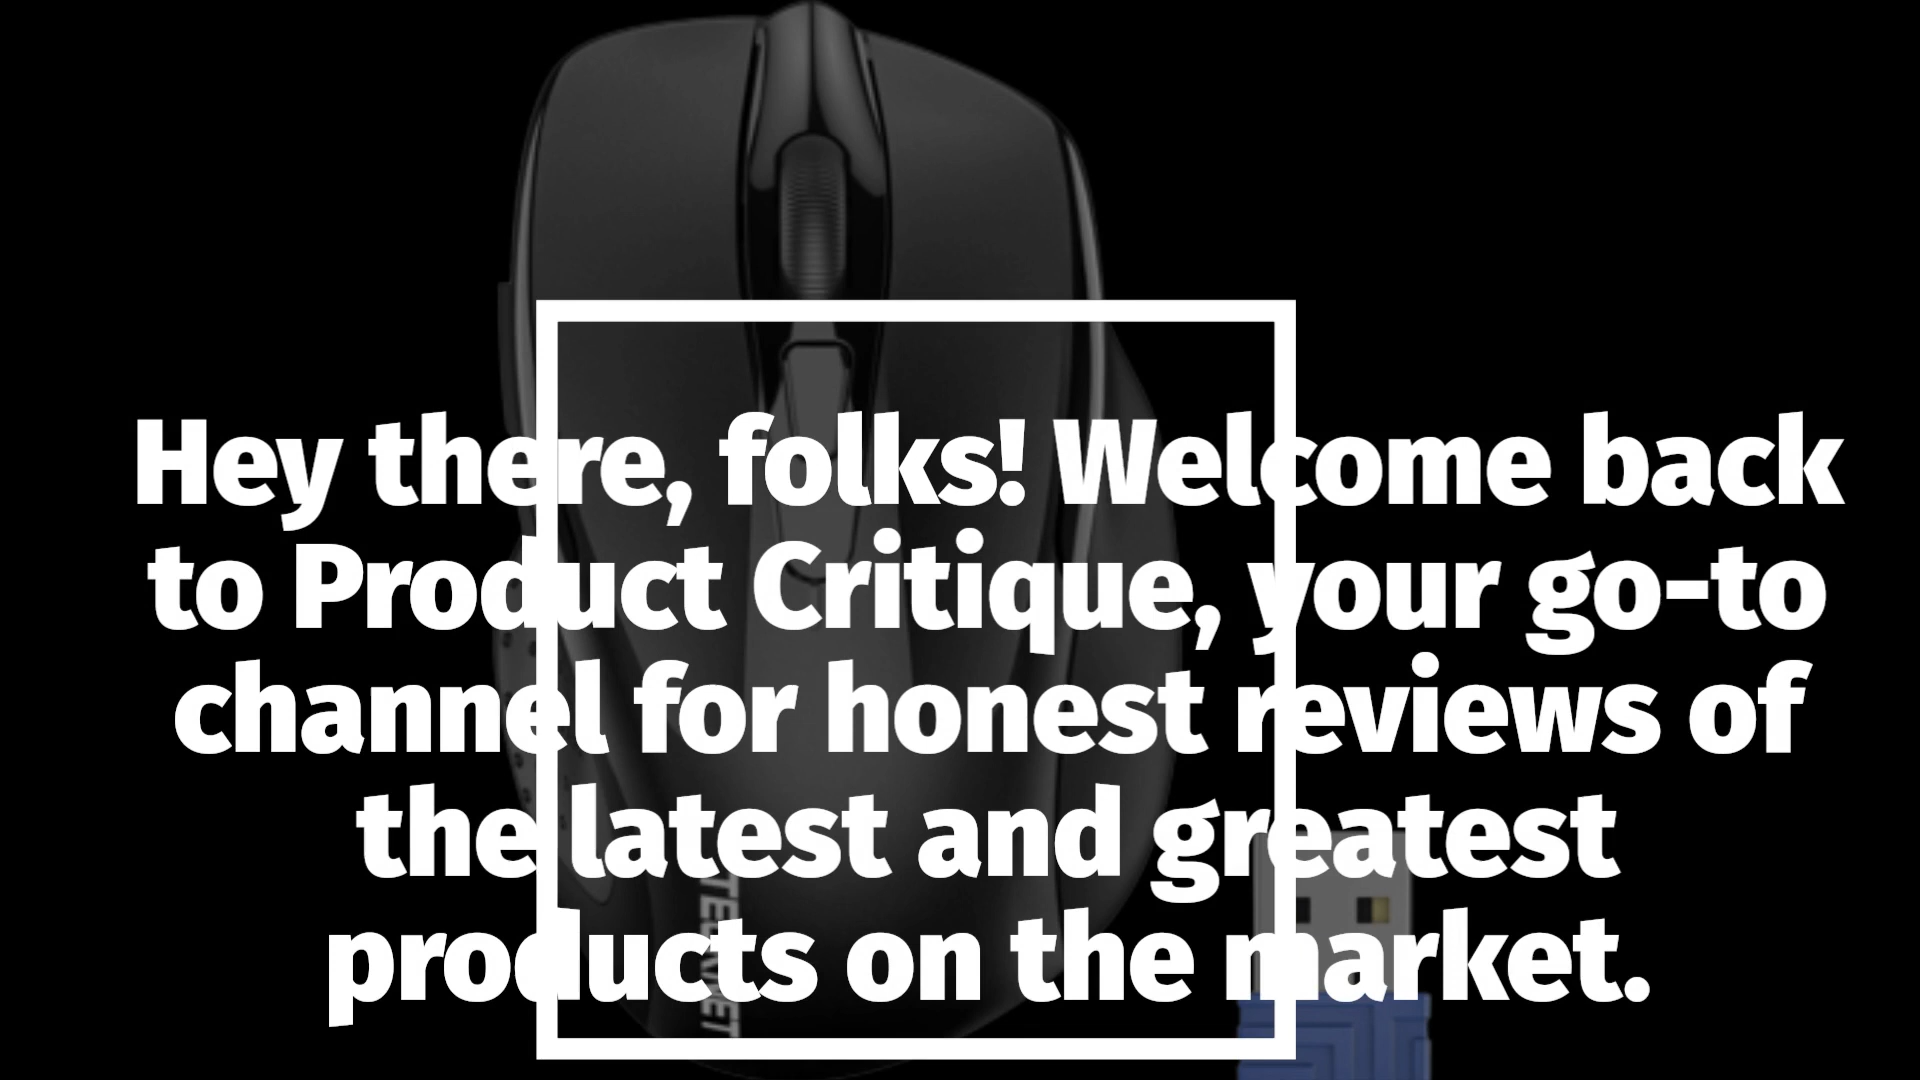 Hey there, folks! Welcome back
to Product Critique, your go-to
channel for honest reviews of
the latest and greatest
products on the market.
TECKNET